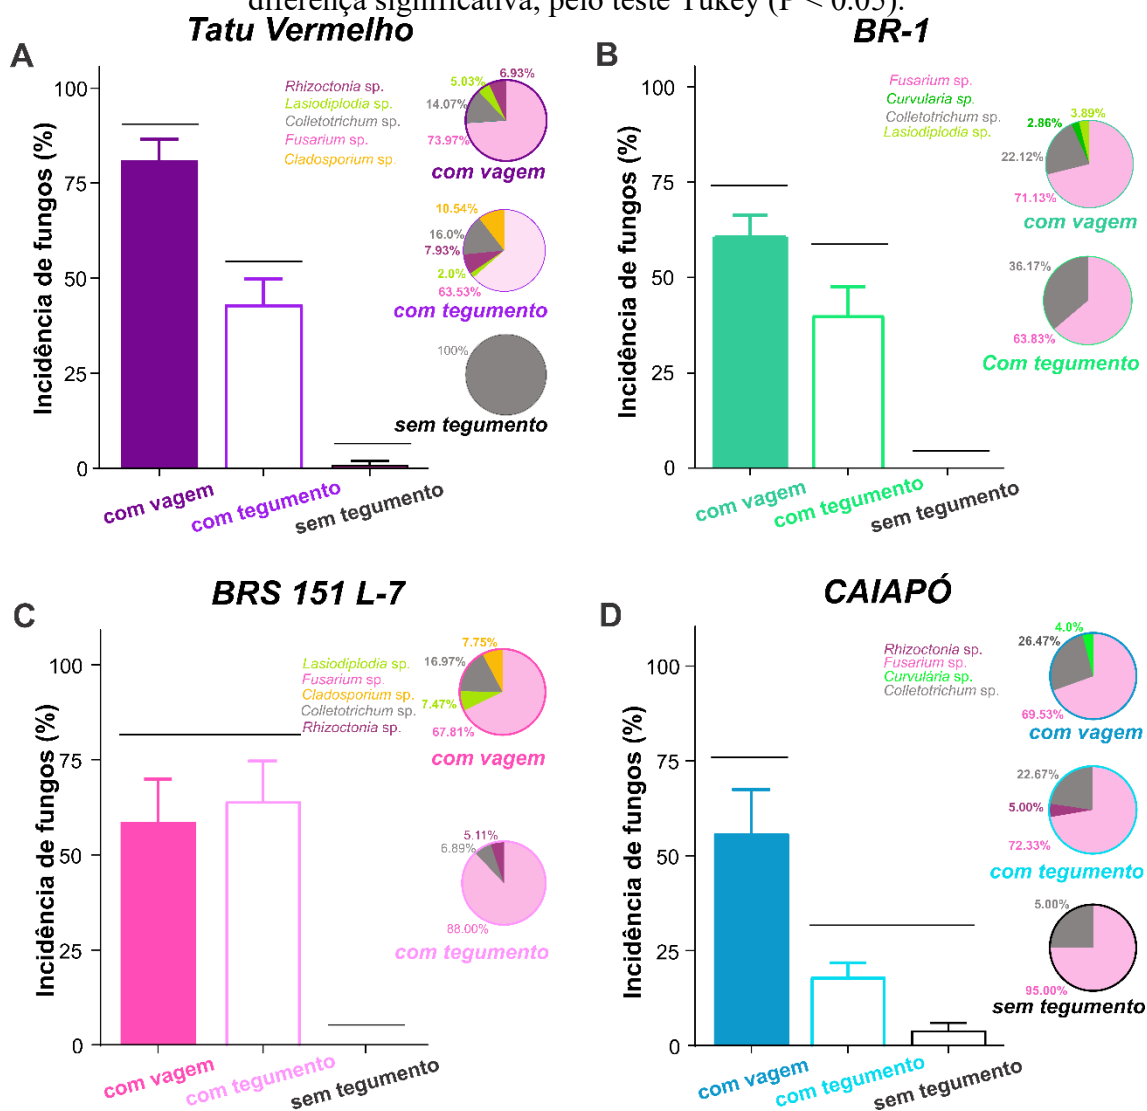 diferença significativa, pelo teste Tukey (P < 0.05).
Tatu Vermelho
A
Incidência de fungos (%)
100
75
50
25
0
Rhizoctonia sp.
Lasiodiplodia sp.
Colletotrichum sp.
Fusarium sp.
Cladosporium sp.
6.93%
5.03%
14.07%
73.97%
com vagem
10.54%
16.0%
7.93%
2.0%
63.53%
com tegumento
100%
sem tegumento
com vagem
com tegumento
sem tegumento
BR-1
B
Incidência de fungos (%)
100
75
50
25
0
Fusarium sp.
Curvularia sp.
Colletotrichum sp.
Lasiodiplodia sp.
3.89%
2.86%
22.12%
71.13%
com vagem
36.17%
63.83%
Com tegumento
com vagem
com tegumento
sem tegumento
BRS 151 L-7
C
Incidência de fungos (%)
100
75
50
25
0
Lasiodiplodia sp.
Fusarium sp.
Cladosporium sp.
Colletotrichum sp.
Rhizoctonia sp.
7.75%
16.97%
7.47%
67.81%
com vagem
5.11%
6.89%
88.00%
com tegumento
com vagem
com tegumento
sem tegumento
CAIAPÓ
D
Incidência de fungos (%)
100
75
50
25
0
Rhizoctonia sp.
Fusarium sp.
Curvulária sp.
Colletotrichum sp.
4.0%
26.47%
69.53%
com vagem
22.67%
5.00%
72.33%
com tegumento
5.00%
95.00%
sem tegumento
com vagem
com tegumento
sem tegumento